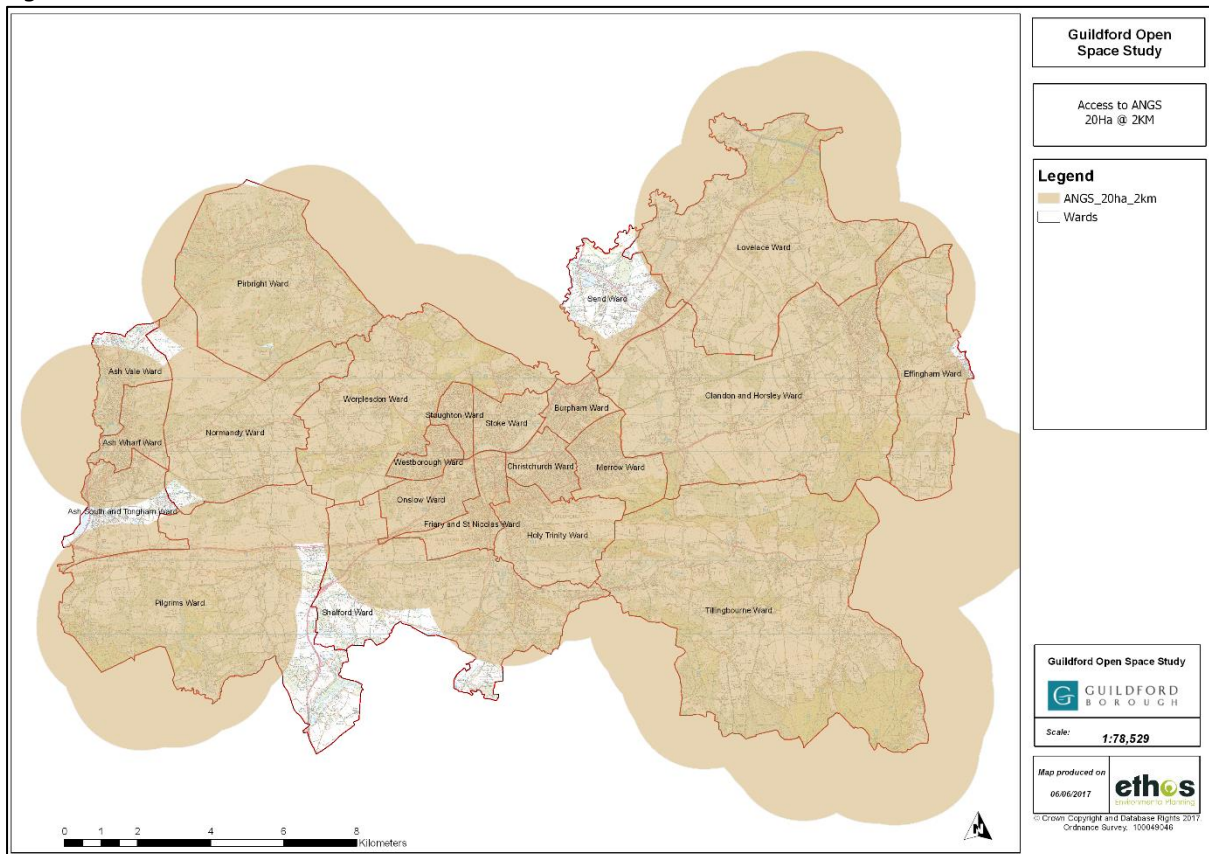 Guildford Open
Space Study
Access to ANGS
20Ha @ 2KM
Legend
ANGS_20ha_2km
Wards
Lovelace Ward
Pirbright Ward
Send Ward
Ash Vale Ward
Effingham Ward
Worplesdon Ward
Clandon and Horsley Ward
Burpham Ward
Stoughton Ward
Stoke Ward
Normandy Ward
Ash Wharf Ward
Westborough Ward
Christchurch Ward
Merrow Ward
Onslow Ward
Ash South and Tongham Ward
Friary and St Nicolas Ward
Holy Trinity Ward
Pilgrims Ward
Shalford Ward
Tillingbourne Ward
Guildford Open Space Study
G GUILDFORD
BOROUGH
Scale: 1:78,529
Map produced on
06/06/2017
ethos
Environmental Planning
© Crown Copyright and Database Rights 2017
Ordnance Survey. 100049046
0 1 2 4 6 8
Kilometers
N